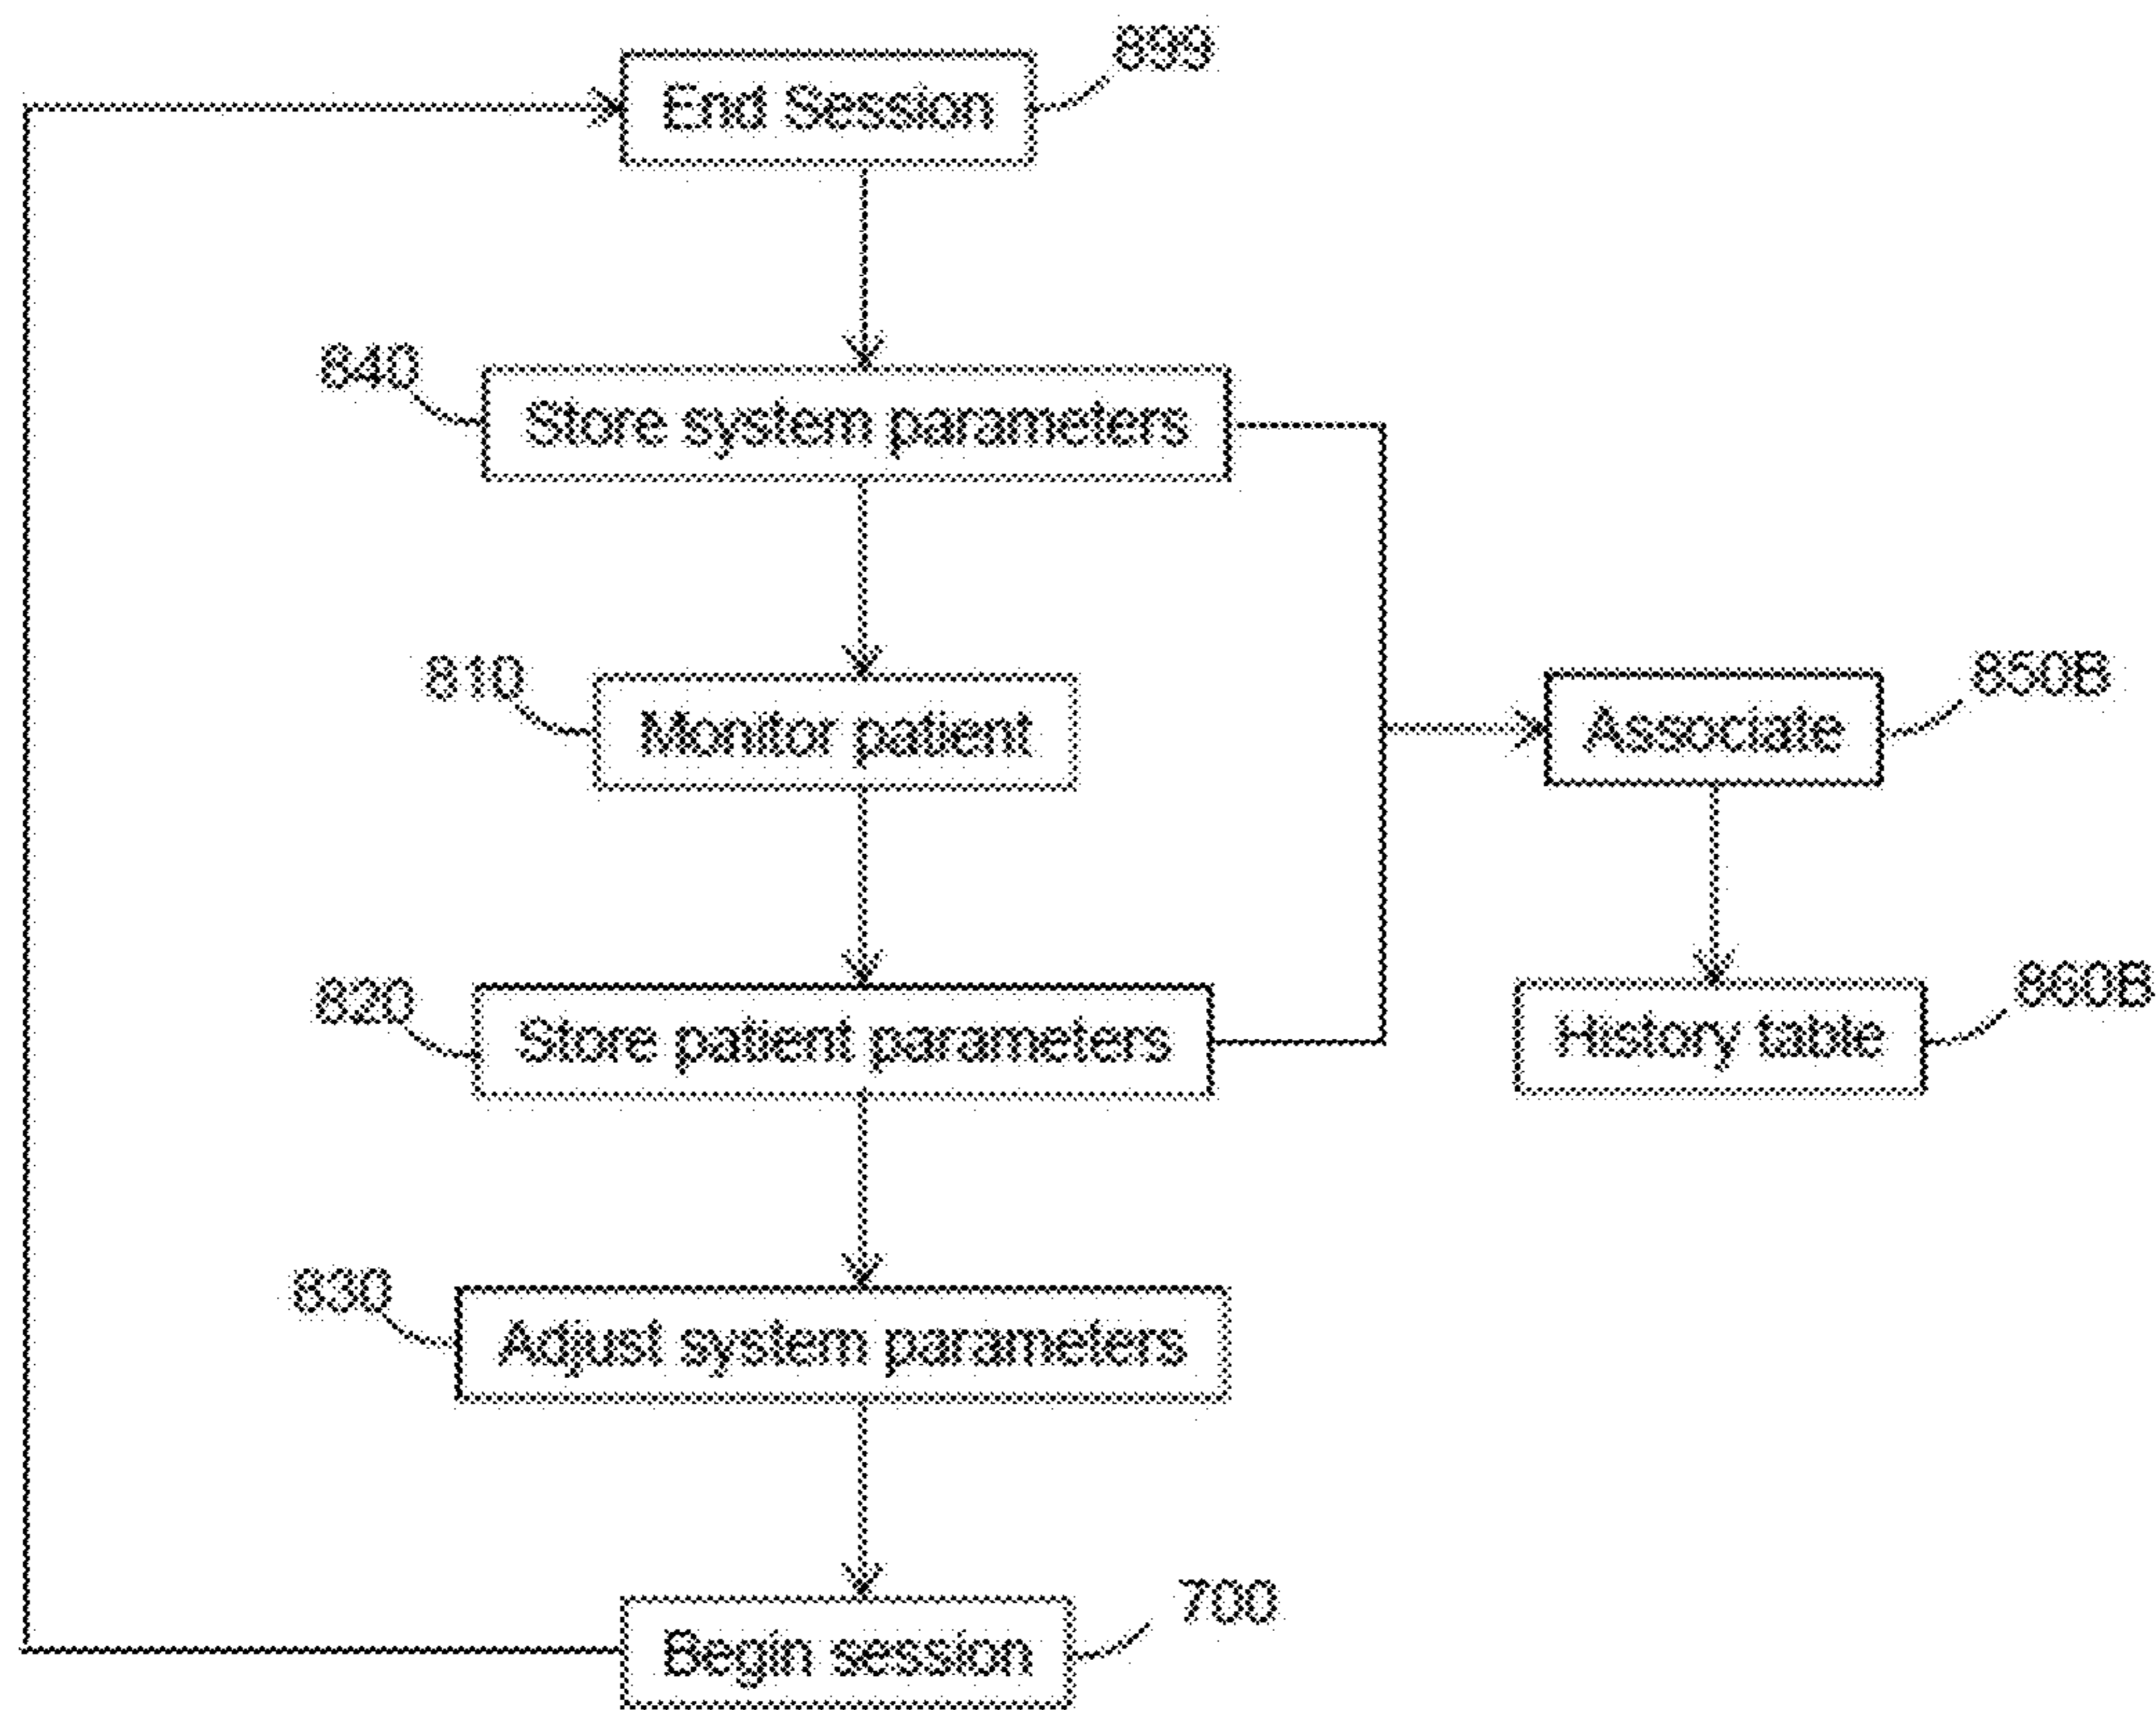 899
End Session
840
Store system parameters
810
Monitor patient
850B
Associate
820
Store patient parameters
860B
History table
830
Adjust system parameters
700
Begin session